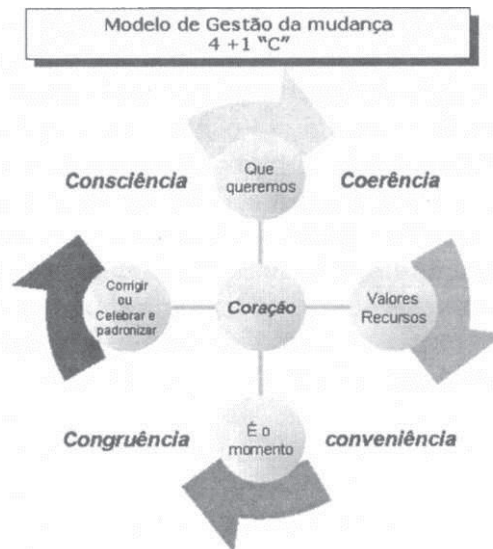 Modelo de Gestão da mudança
4 +1 "C"
Que
queremos
Consciência
Coerência
Corrigir
ou
Celebrar e
padronizar
Coração
Valores
Recursos
Congruência
É o
momento
conveniência